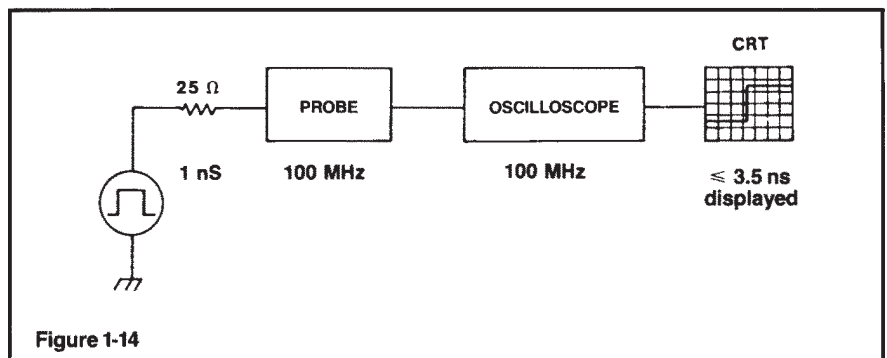 CRT
25 Ω
PROBE
OSCILLOSCOPE
1 nS
100 MHz
100 MHz
≤ 3.5 ns
displayed
Figure 1-14